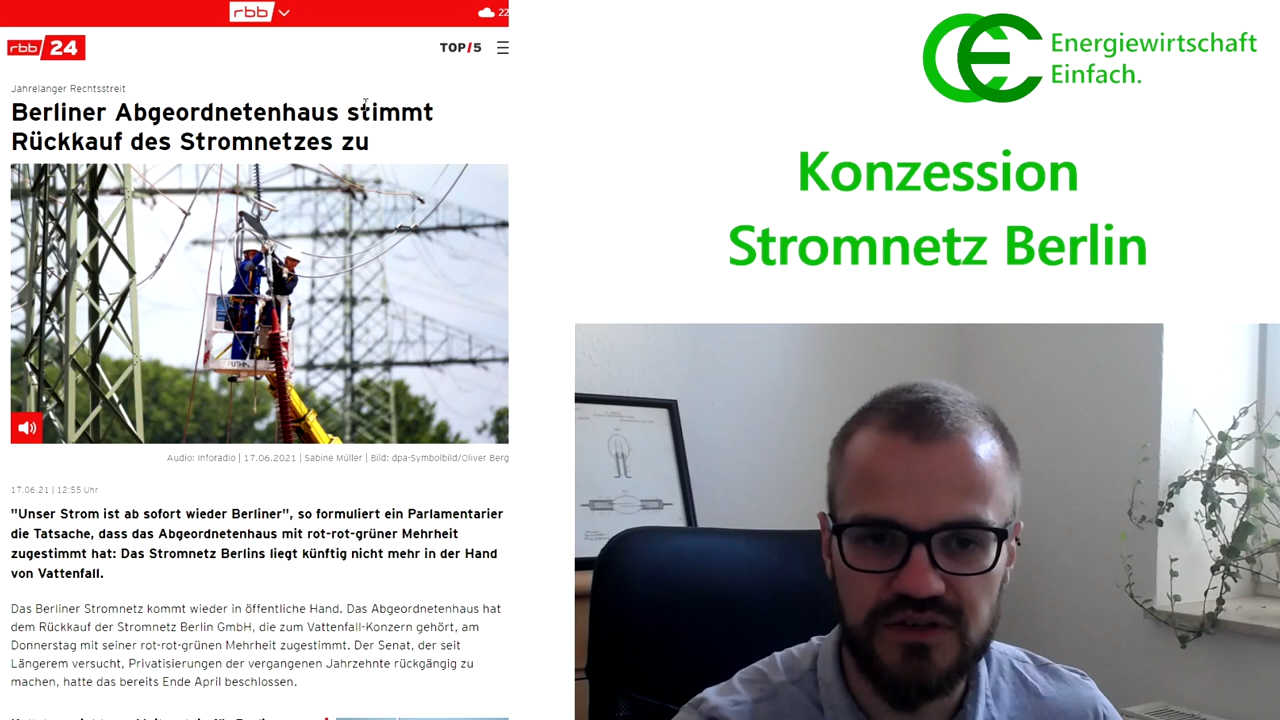 rbb
22
rbb 24
TOP/5
Jahrelanger Rechtsstreit
Berliner Abgeordnetenhaus stimmt
Rückkauf des Stromnetzes zu
Audio: Inforadio | 17.06.2021 | Sabine Müller | Bild: dpa-Symbolbild/Oliver Berg
17.06.21 | 12:55 Uhr
"Unser Strom ist ab sofort wieder Berliner", so formuliert ein Parlamentarier
die Tatsache, dass das Abgeordnetenhaus mit rot-rot-grüner Mehrheit
zugestimmt hat: Das Stromnetz Berlins liegt künftig nicht mehr in der Hand
von Vattenfall.
Das Berliner Stromnetz kommt wieder in öffentliche Hand. Das Abgeordnetenhaus hat
dem Rückkauf der Stromnetz Berlin GmbH, die zum Vattenfall-Konzern gehört, am
Donnerstag mit seiner rot-rot-grünen Mehrheit zugestimmt. Der Senat, der seit
Längerem versucht, Privatisierungen der vergangenen Jahrzehnte rückgängig zu
machen, hatte das bereits Ende April beschlossen.
Energiewirtschaft
Einfach.
Konzession
Stromnetz Berlin